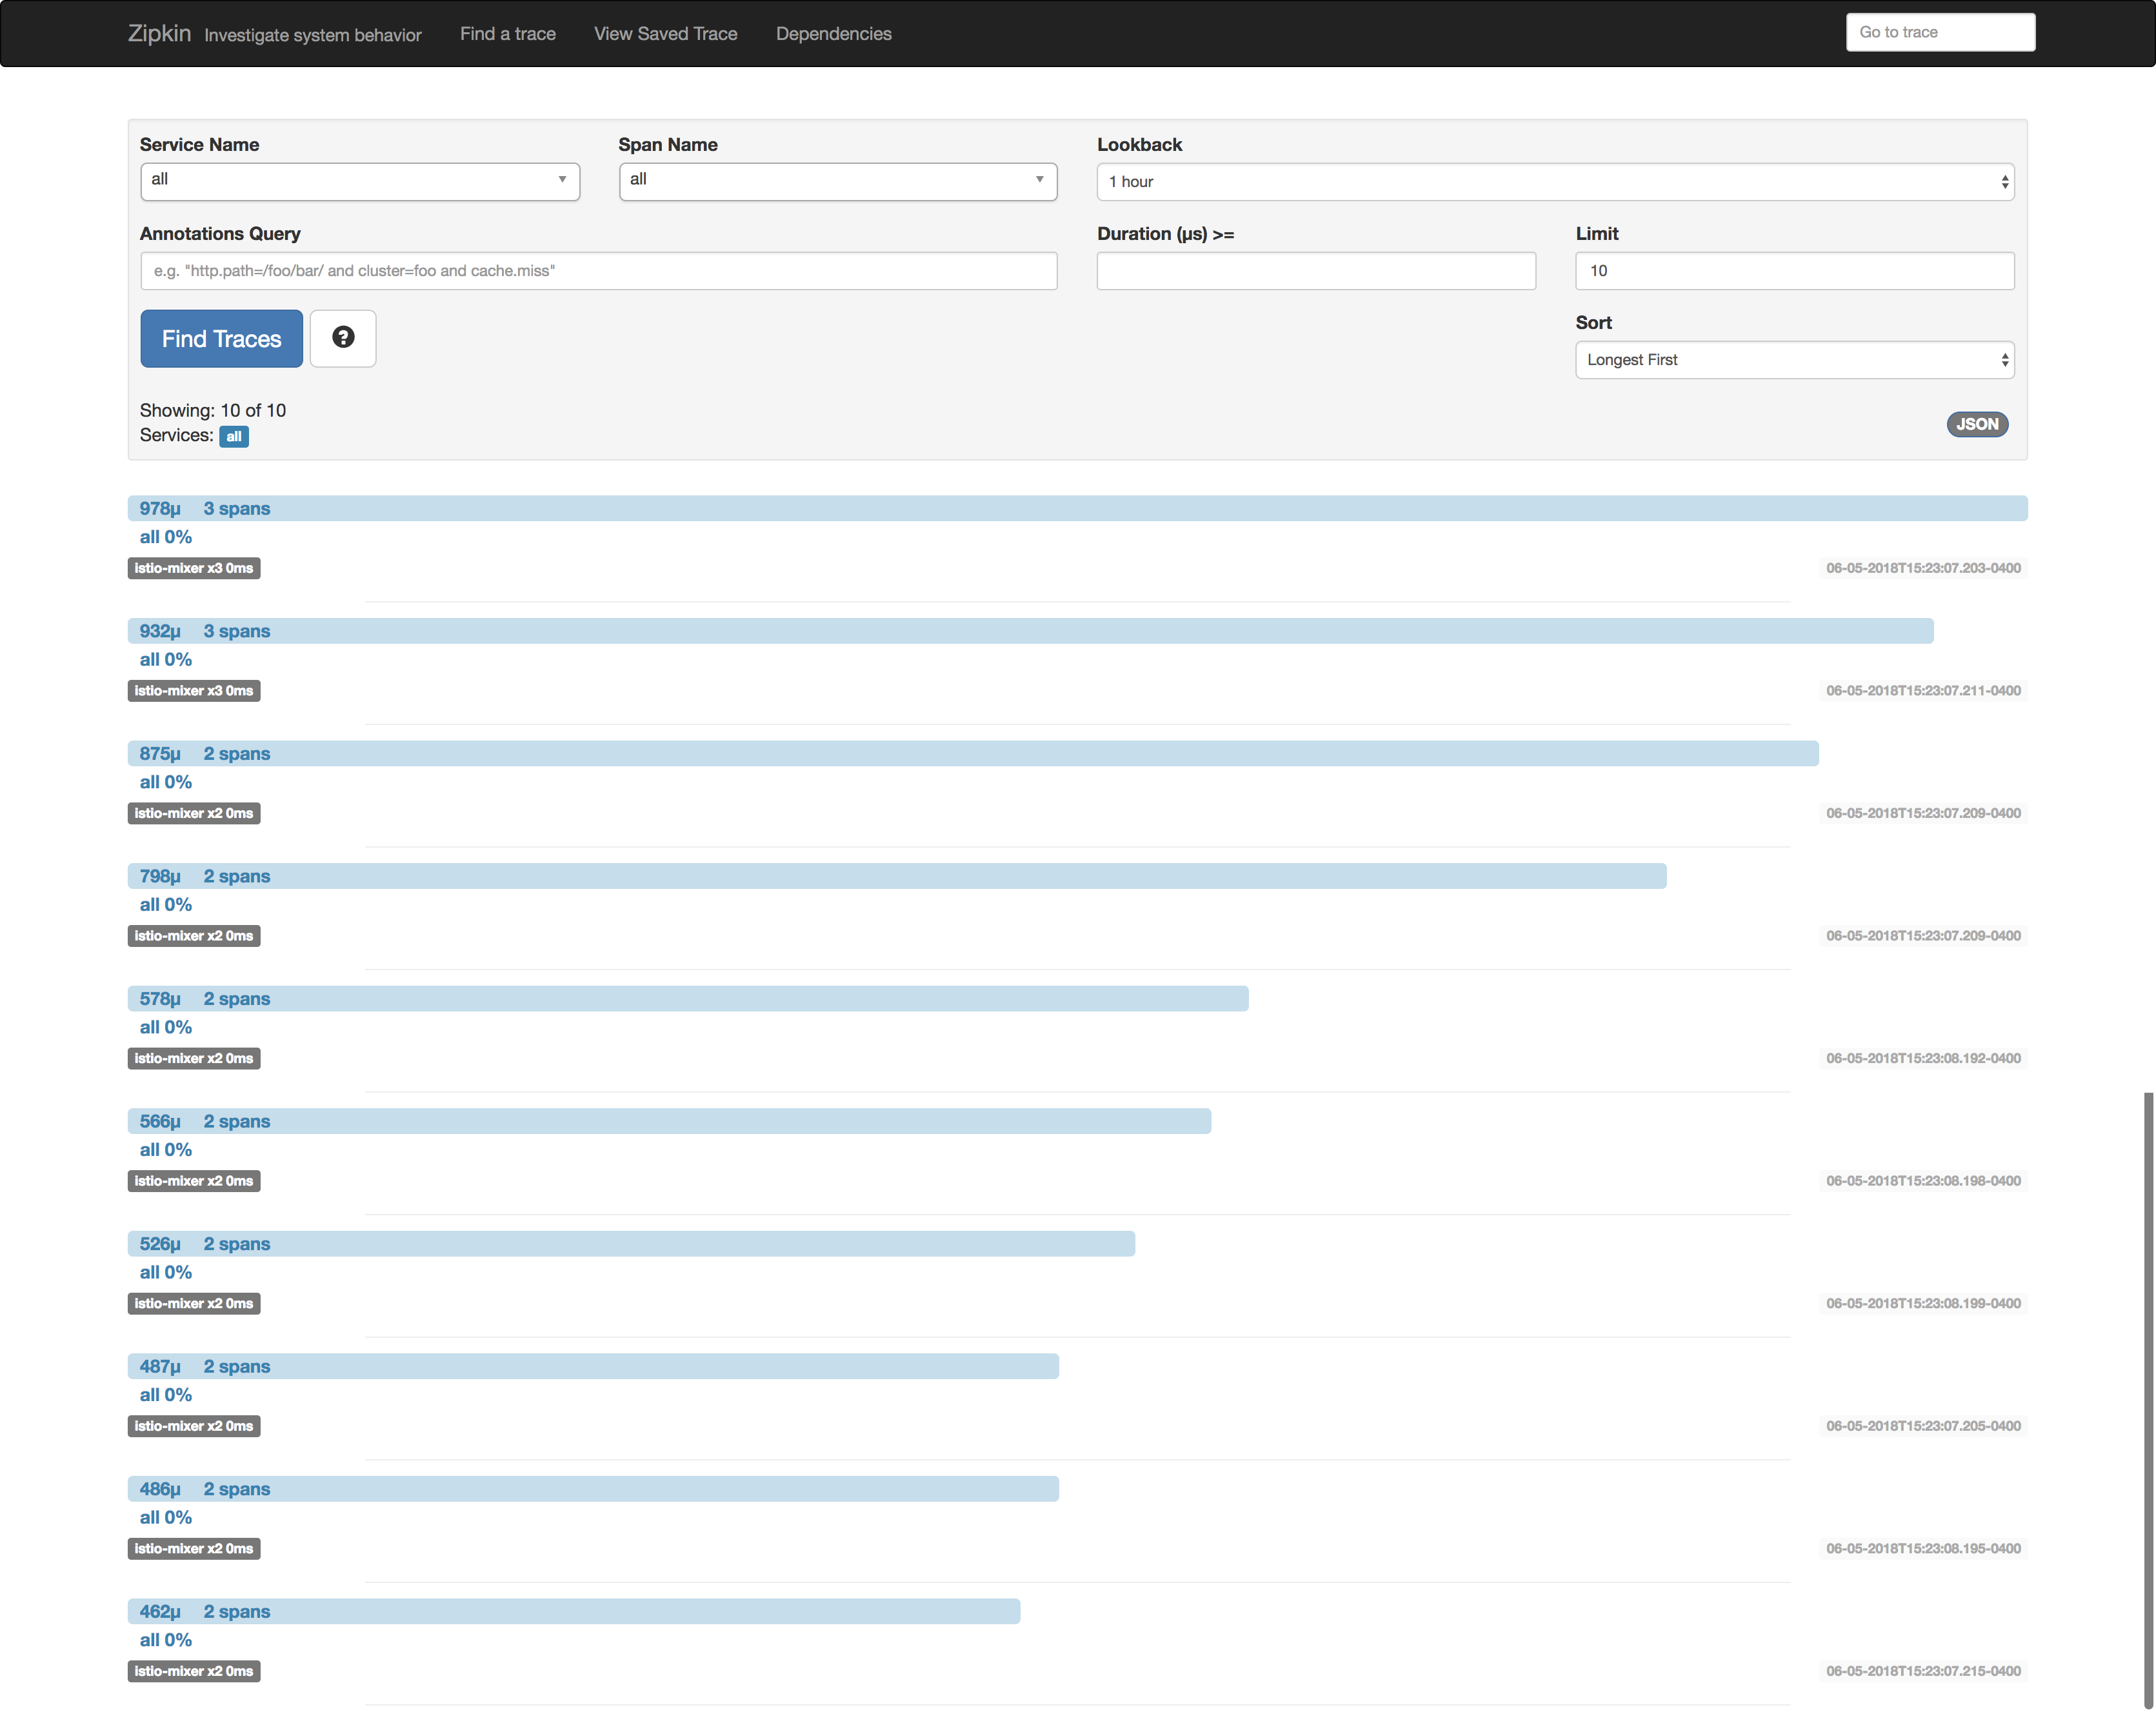 Zipkin Investigate system behavior Find a trace View Saved Trace Dependencies Go to trace
Service Name Span Name Lookback
all all 1 hour
Annotations Query Duration (μs) >= Limit
e.g. "http.path=/foo/bar/ and cluster=foo and cache.miss" 10
Find Traces ? Sort
Longest First
Showing: 10 of 10
Services: all JSON
978μ 3 spans
all 0%
istio-mixer x3 0ms 06-05-2018T15:23:07.203-0400
932μ 3 spans
all 0%
istio-mixer x3 0ms 06-05-2018T15:23:07.211-0400
875μ 2 spans
all 0%
istio-mixer x2 0ms 06-05-2018T15:23:07.209-0400
798μ 2 spans
all 0%
istio-mixer x2 0ms 06-05-2018T15:23:07.209-0400
578μ 2 spans
all 0%
istio-mixer x2 0ms 06-05-2018T15:23:08.192-0400
566μ 2 spans
all 0%
istio-mixer x2 0ms 06-05-2018T15:23:08.198-0400
526μ 2 spans
all 0%
istio-mixer x2 0ms 06-05-2018T15:23:08.199-0400
487μ 2 spans
all 0%
istio-mixer x2 0ms 06-05-2018T15:23:07.205-0400
486μ 2 spans
all 0%
istio-mixer x2 0ms 06-05-2018T15:23:08.195-0400
462μ 2 spans
all 0%
istio-mixer x2 0ms 06-05-2018T15:23:07.215-0400